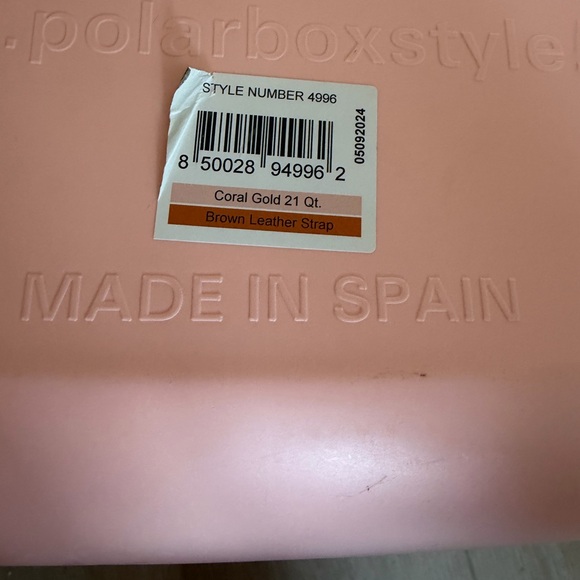 .polarboxstyle
STYLE NUMBER 4996
05092024
8 50028 94996 2
Coral Gold 21 Qt.
Brown Leather Strap
MADE IN SPAIN